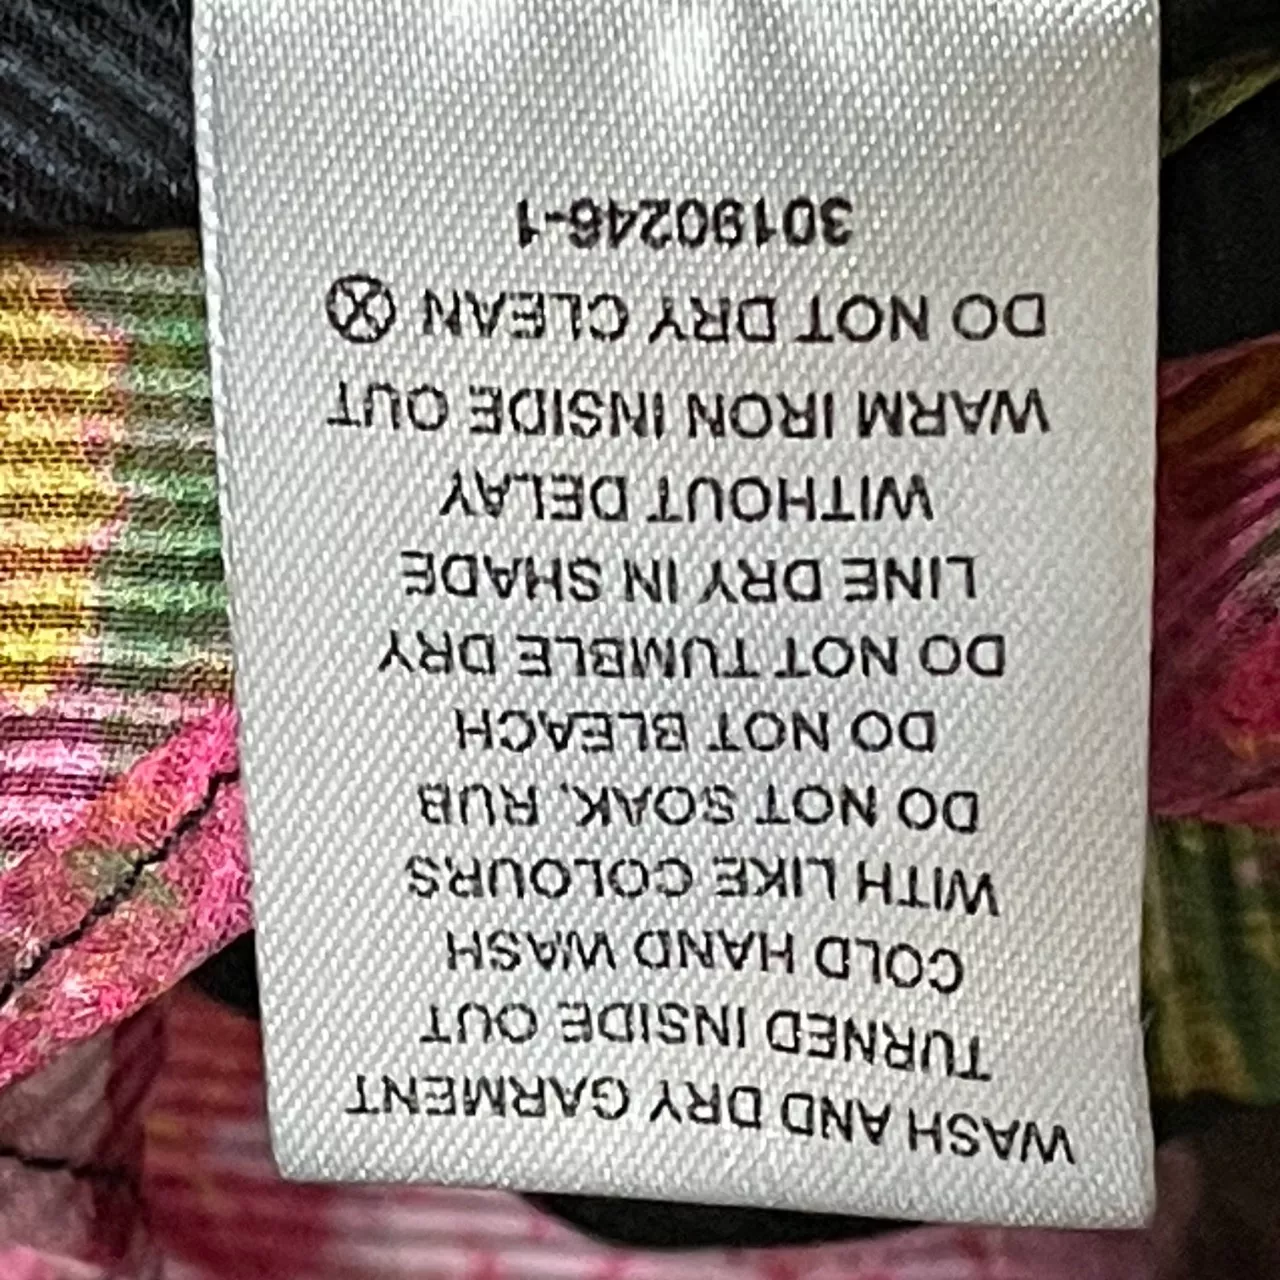 WASH AND DRY GARMENT
TURNED INSIDE OUT
COLD HAND WASH
WITH LIKE COLOURS
DO NOT SOAK, RUB
DO NOT BLEACH
DO NOT TUMBLE DRY
LINE DRY IN SHADE
WITHOUT DELAY
WARM IRON INSIDE OUT
DO NOT DRY CLEAN
30190246-1